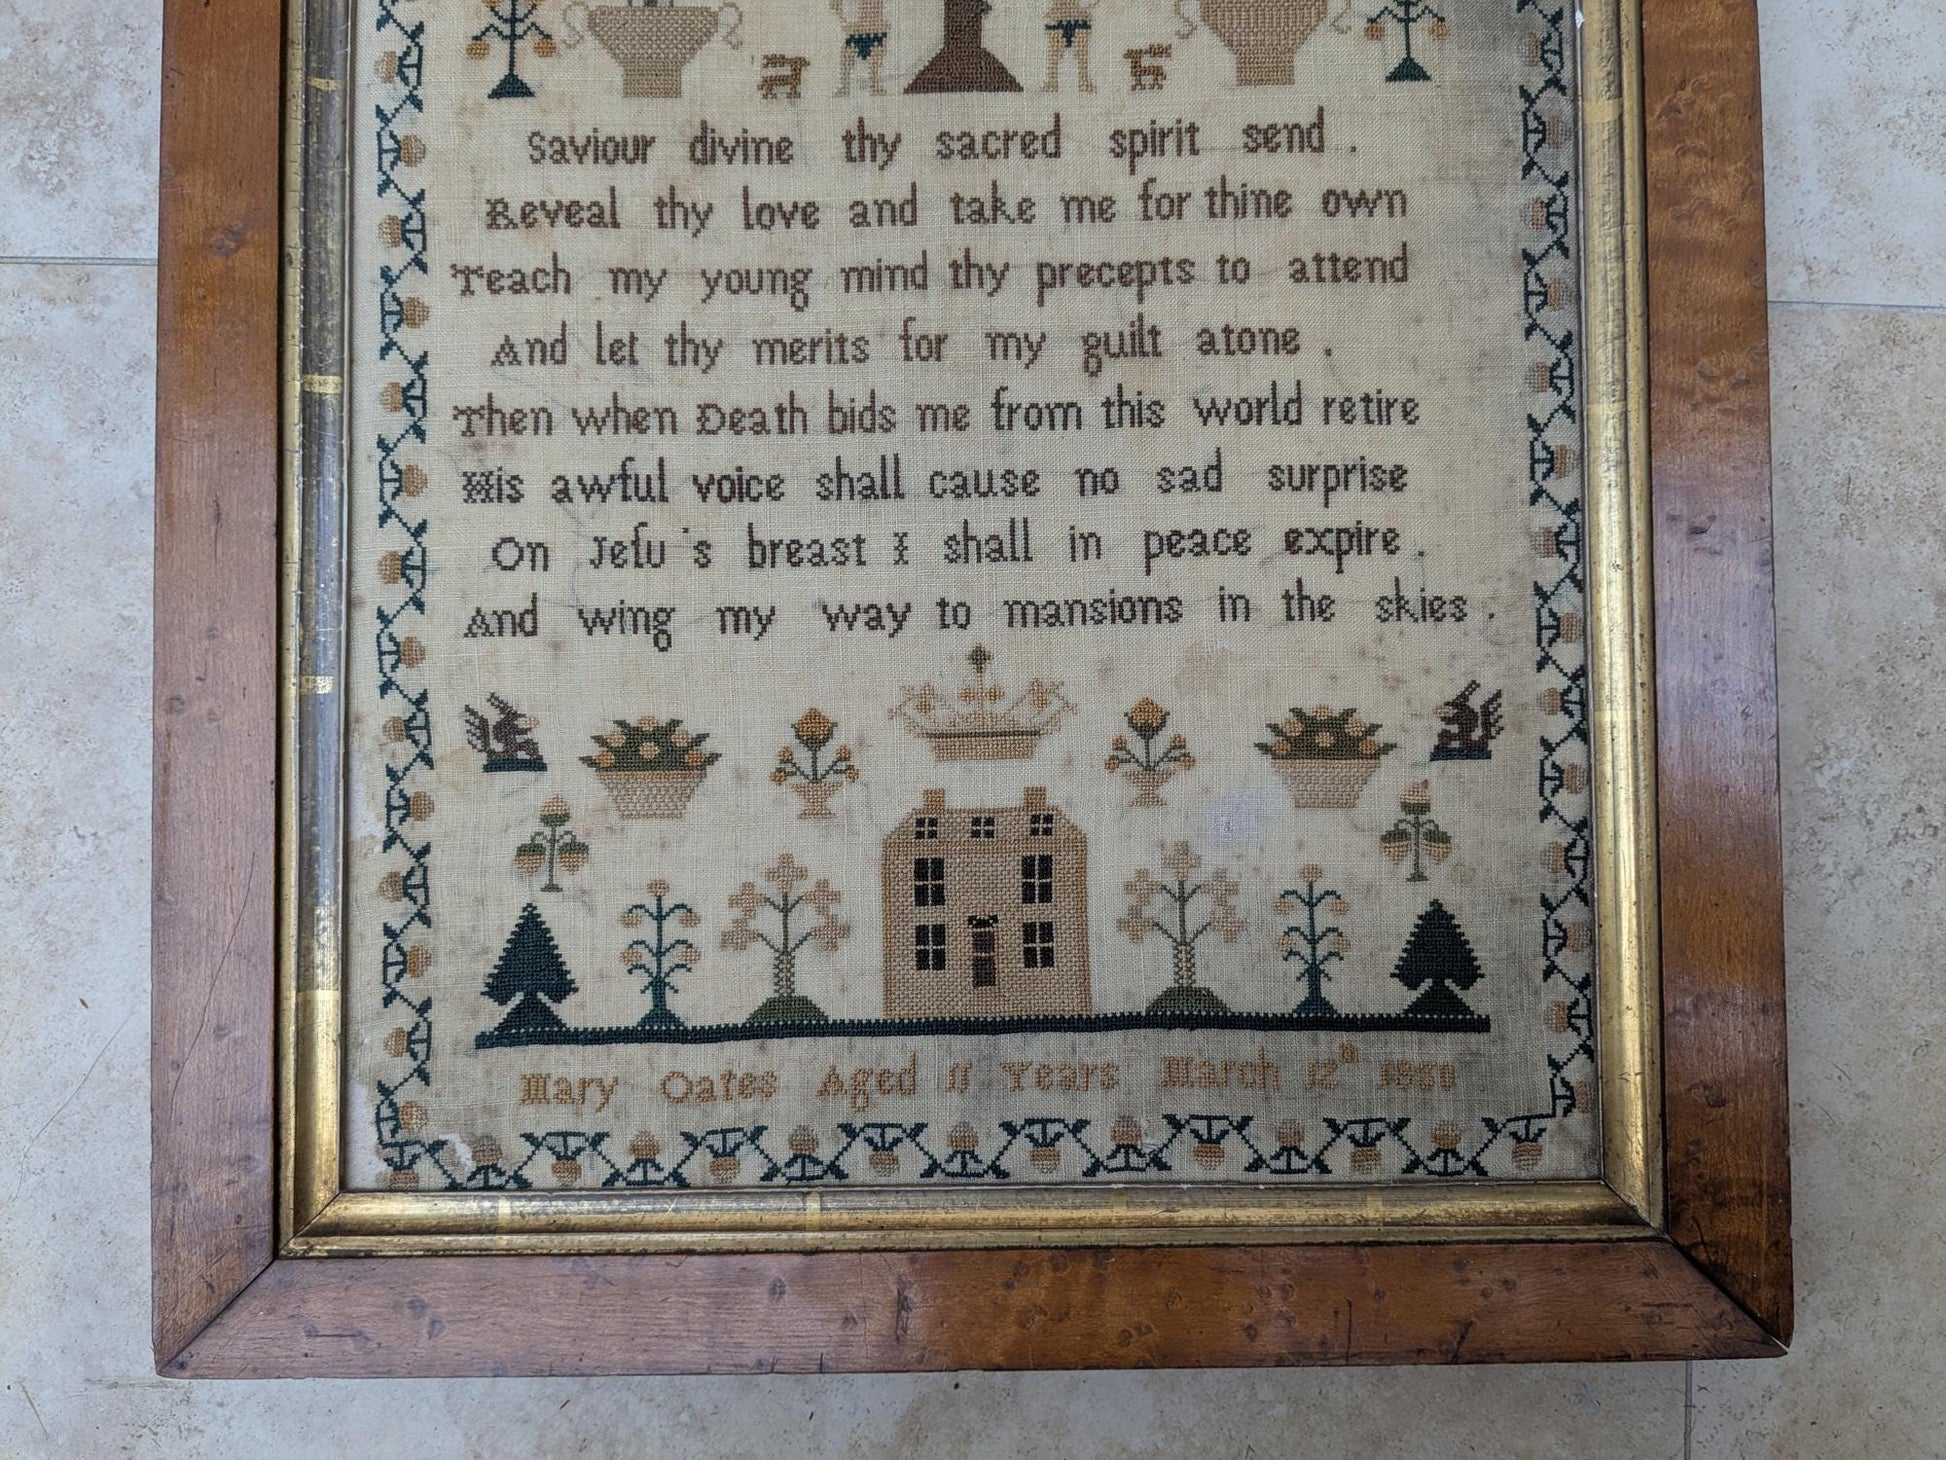 Saviour divine thy sacred spirit send .
Reveal thy love and take me for thine own
Teach my young mind thy precepts to attend
And let thy merits for my guilt atone .
Then when Death bids me from this world retire
His awful voice shall cause no sad surprise
On Jeſu 's breast I shall in peace expire .
And wing my way to mansions in the skies .
Mary Oates Aged 11 Years March 12th